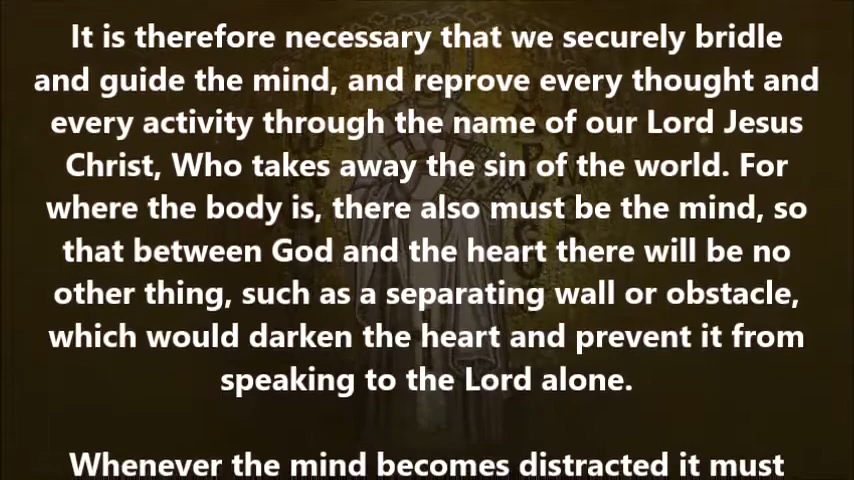 It is therefore necessary that we securely bridle
and guide the mind, and reprove every thought and
every activity through the name of our Lord Jesus
Christ, Who takes away the sin of the world. For
where the body is, there also must be the mind, so
that between God and the heart there will be no
other thing, such as a separating wall or obstacle,
which would darken the heart and prevent it from
speaking to the Lord alone.
Whenever the mind becomes distracted it must